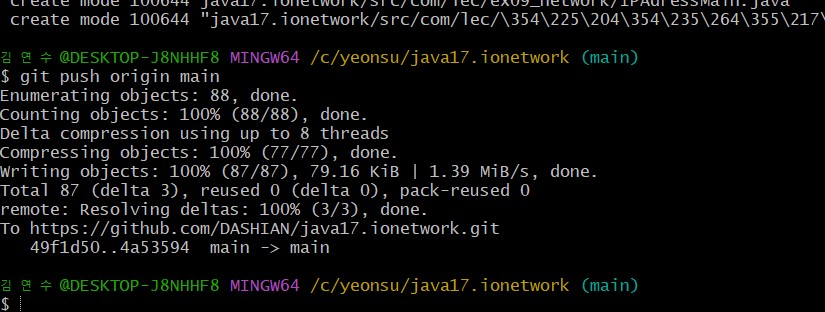 create mode 100644 java17.ionetwork/src/com/lec/ex09_network/IPAdressMain.java
create mode 100644 "java17.ionetwork/src/com/lec/\354\225\204\354\235\264\355\217\
김 연 수 @DESKTOP-J8NHHF8 MINGW64 /c/yeonsu/java17.ionetwork (main)
$ git push origin main
Enumerating objects: 88, done.
Counting objects: 100% (88/88), done.
Delta compression using up to 8 threads
Compressing objects: 100% (77/77), done.
Writing objects: 100% (87/87), 79.16 KiB | 1.39 MiB/s, done.
Total 87 (delta 3), reused 0 (delta 0), pack-reused 0
remote: Resolving deltas: 100% (3/3), done.
To https://github.com/DASHIAN/java17.ionetwork.git
49f1d50..4a53594 main -> main
김 연 수 @DESKTOP-J8NHHF8 MINGW64 /c/yeonsu/java17.ionetwork (main)
$